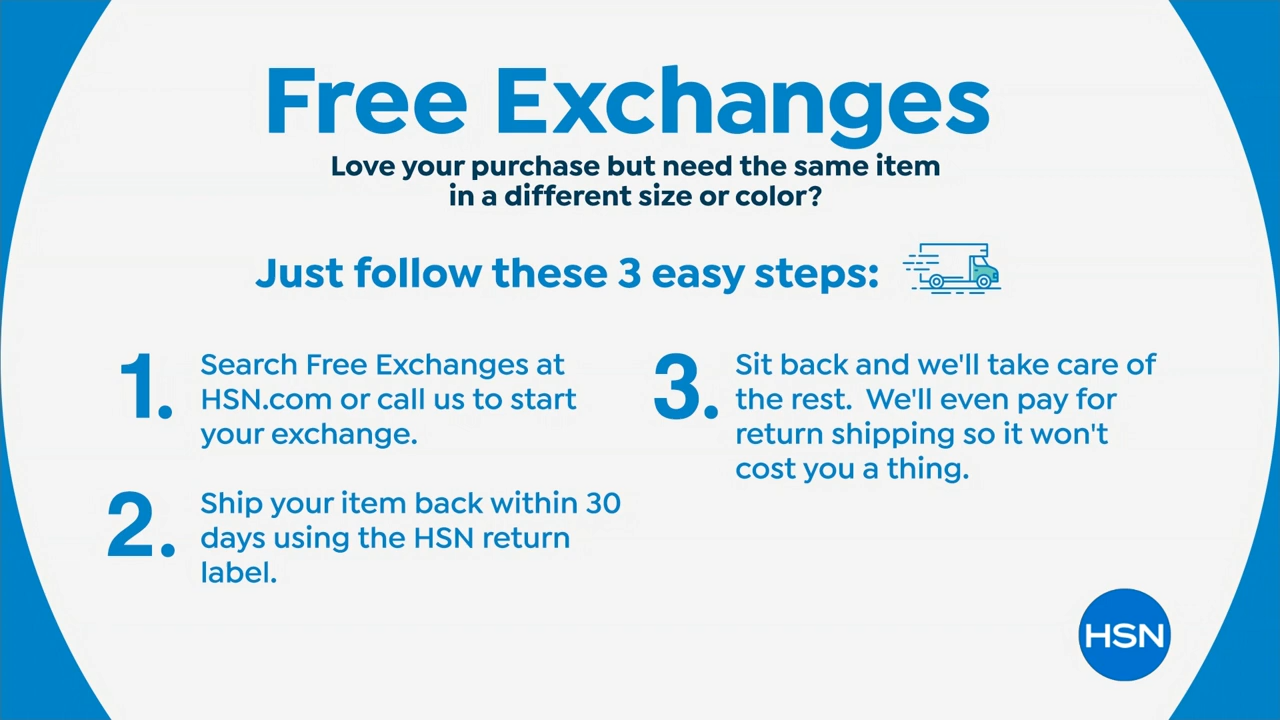 Free Exchanges
Love your purchase but need the same item
in a different size or color?
Just follow these 3 easy steps:
1. Search Free Exchanges at
HSN.com or call us to start
your exchange.
2. Ship your item back within 30
days using the HSN return
label.
3. Sit back and we'll take care of
the rest.  We'll even pay for
return shipping so it won't
cost you a thing.
HSN